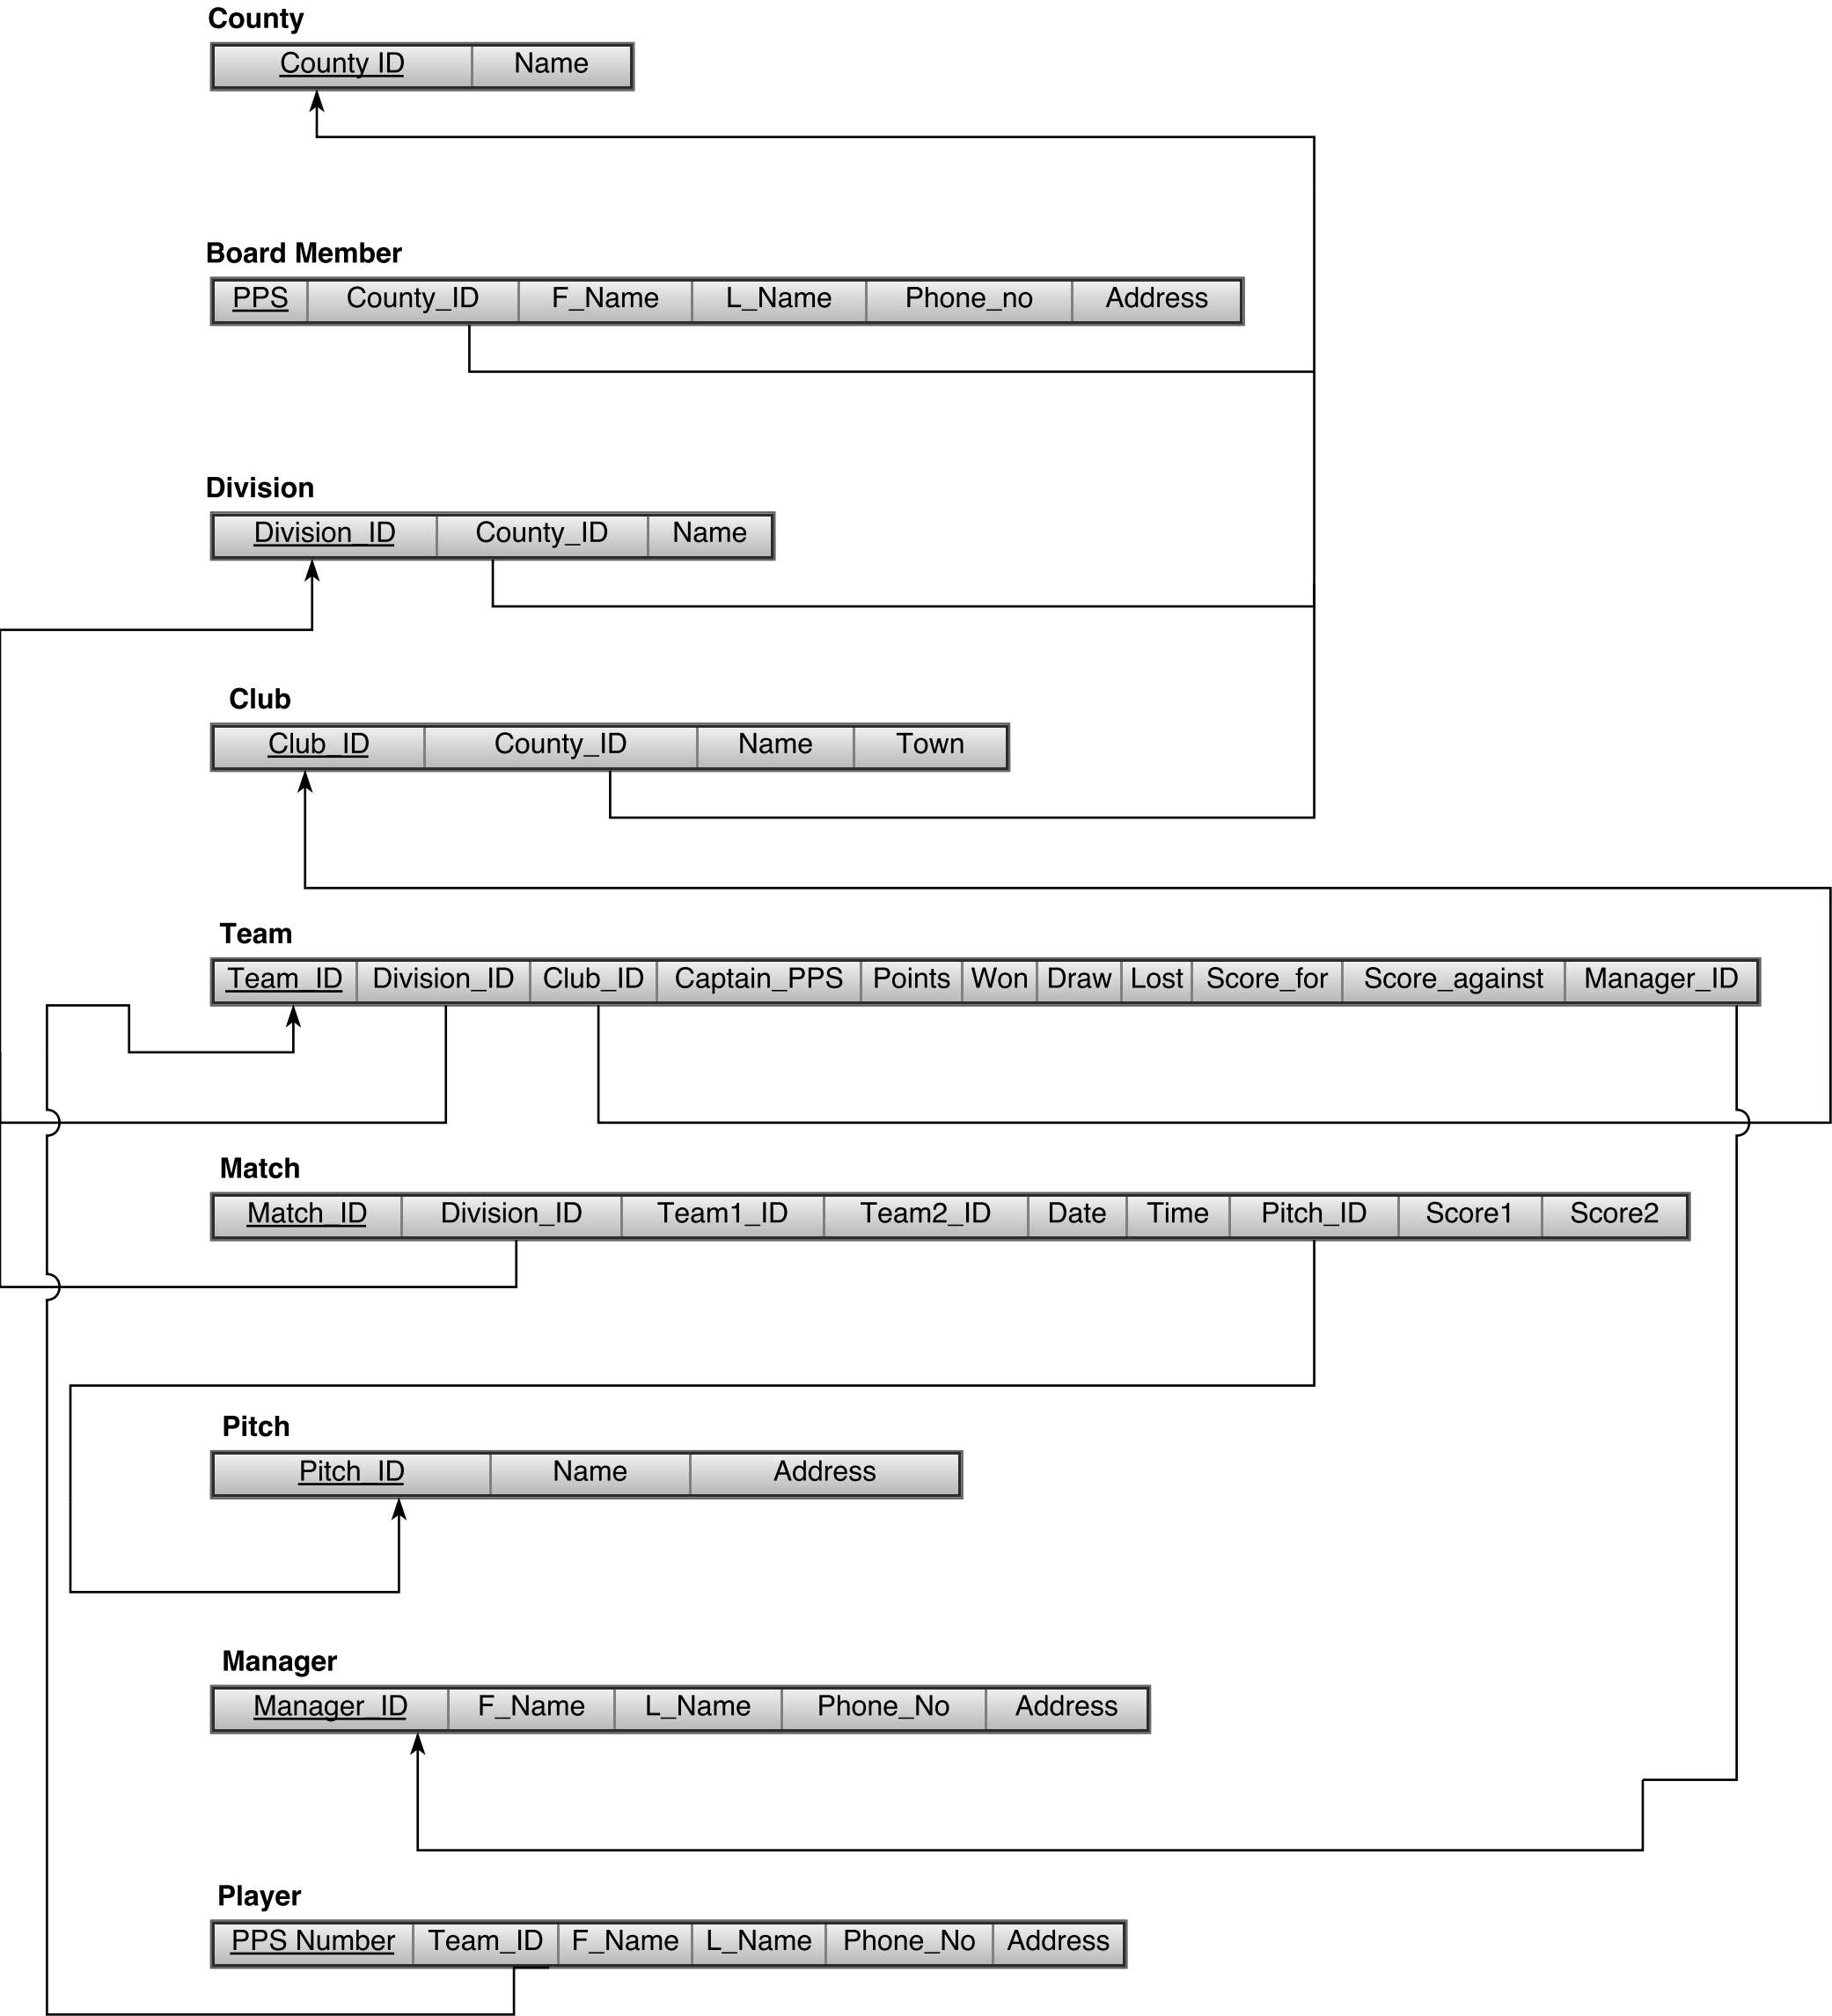 County
County ID Name
Board Member
PPS County_ID F_Name L_Name Phone_no Address
Division
Division_ID County_ID Name
Club
Club_ID County_ID Name Town
Team
Team_ID Division_ID Club_ID Captain_PPS Points Won Draw Lost Score_for Score_against Manager_ID
Match
Match_ID Division_ID Team1_ID Team2_ID Date Time Pitch_ID Score1 Score2
Pitch
Pitch_ID Name Address
Manager
Manager_ID F_Name L_Name Phone_No Address
Player
PPS Number Team_ID F_Name L_Name Phone_No Address